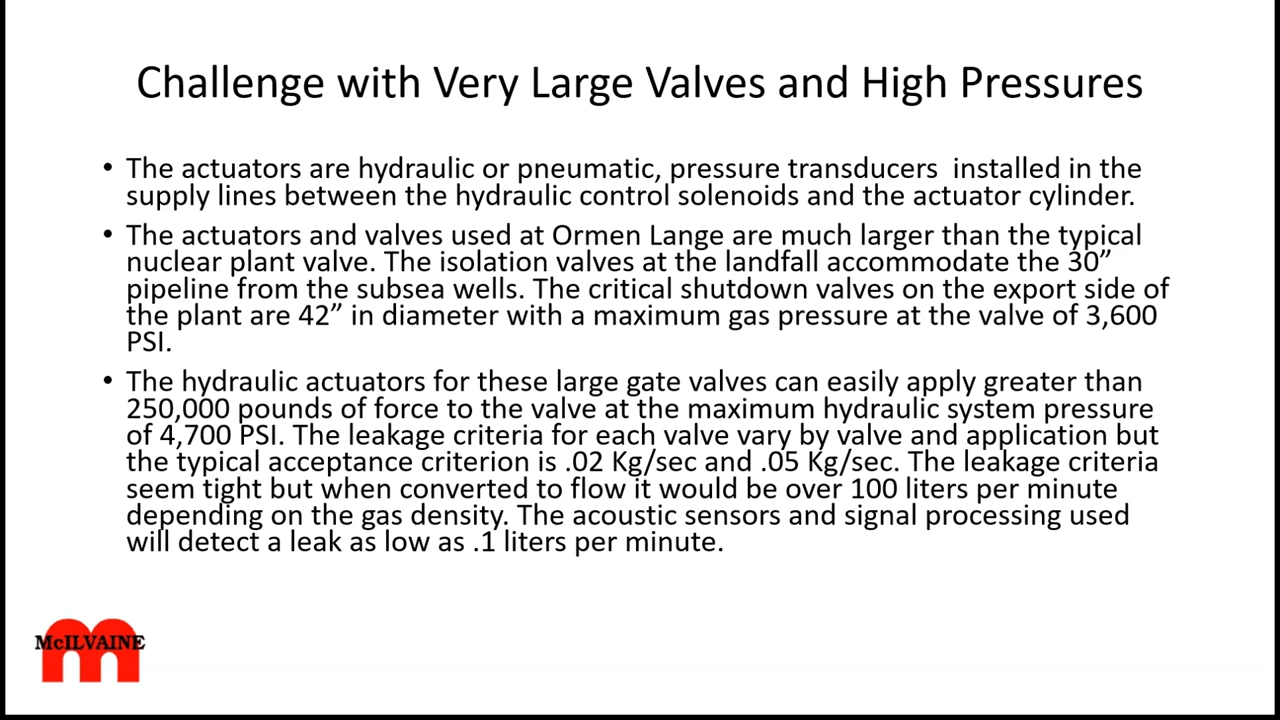 Challenge with Very Large Valves and High Pressures
• The actuators are hydraulic or pneumatic, pressure transducers  installed in the
supply lines between the hydraulic control solenoids and the actuator cylinder.
• The actuators and valves used at Ormen Lange are much larger than the typical
nuclear plant valve. The isolation valves at the landfall accommodate the 30”
pipeline from the subsea wells. The critical shutdown valves on the export side of
the plant are 42” in diameter with a maximum gas pressure at the valve of 3,600
PSI.
• The hydraulic actuators for these large gate valves can easily apply greater than
250,000 pounds of force to the valve at the maximum hydraulic system pressure
of 4,700 PSI. The leakage criteria for each valve vary by valve and application but
the typical acceptance criterion is .02 Kg/sec and .05 Kg/sec. The leakage criteria
seem tight but when converted to flow it would be over 100 liters per minute
depending on the gas density. The acoustic sensors and signal processing used
will detect a leak as low as .1 liters per minute.
McILVAINE